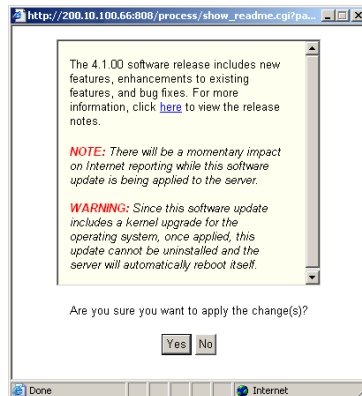 http://200.10.100.66:808/process/show_readme.cgi?pa...
The 4.1.00 software release includes new
features, enhancements to existing
features, and bug fixes. For more
information, click here to view the release
notes.
NOTE: There will be a momentary impact
on Internet reporting while this software
update is being applied to the server.
WARNING: Since this software update
includes a kernel upgrade for the
operating system, once applied, this
update cannot be uninstalled and the
server will automatically reboot itself.
Are you sure you want to apply the change(s)?
Yes No
Done Internet